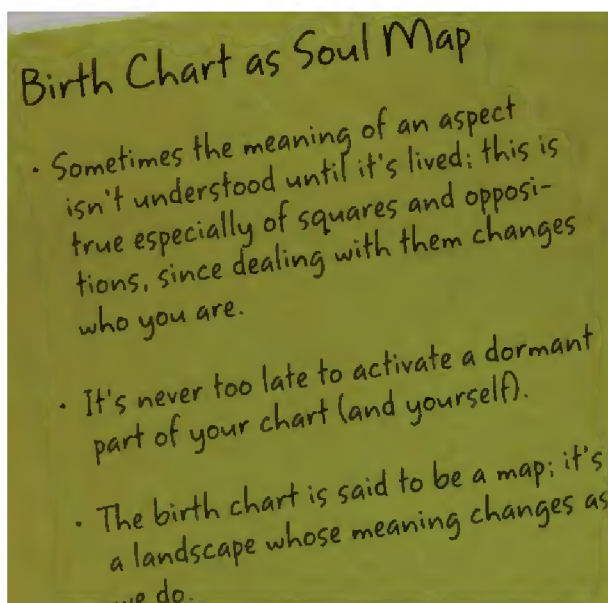 Birth Chart as Soul Map
· Sometimes the meaning of an aspect
isn't understood until it's lived; this is
true especially of squares and opposi-
tions, since dealing with them changes
who you are.
· It's never too late to activate a dormant
part of your chart (and yourself).
· The birth chart is said to be a map; it's
a landscape whose meaning changes as
we do.